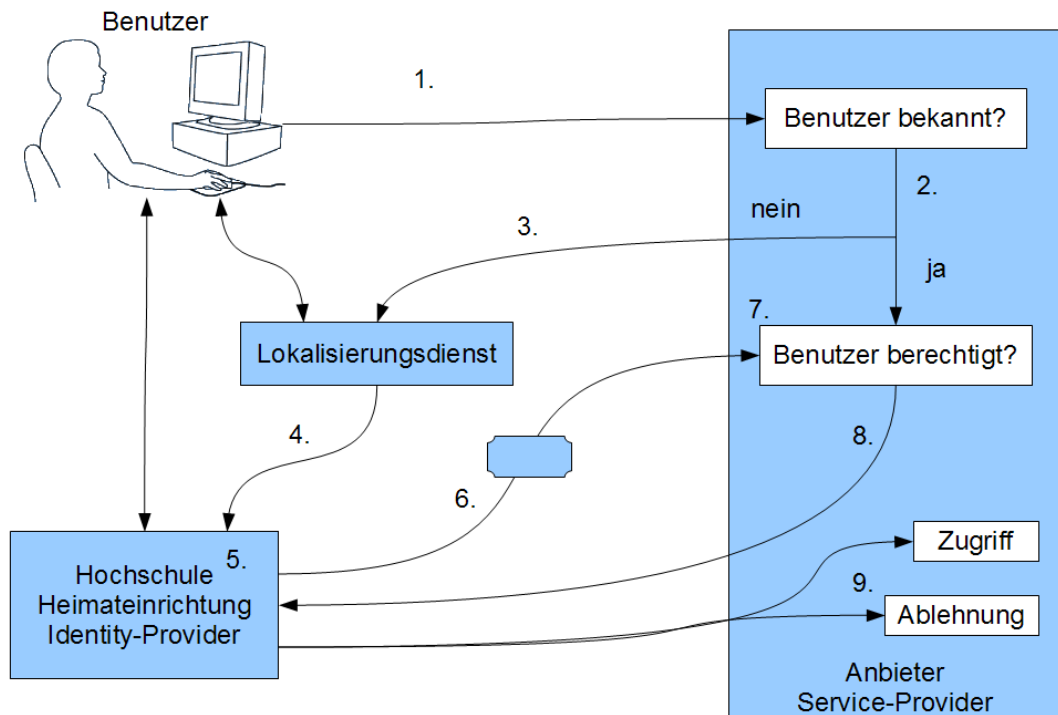 Benutzer
1.
Benutzer bekannt?
2.
nein
3.
ja
7.
Lokalisierungsdienst
Benutzer berechtigt?
4.
8.
6.
5.
Hochschule
Heimateinrichtung
Identity-Provider
Zugriff
9.
Ablehnung
Anbieter
Service-Provider